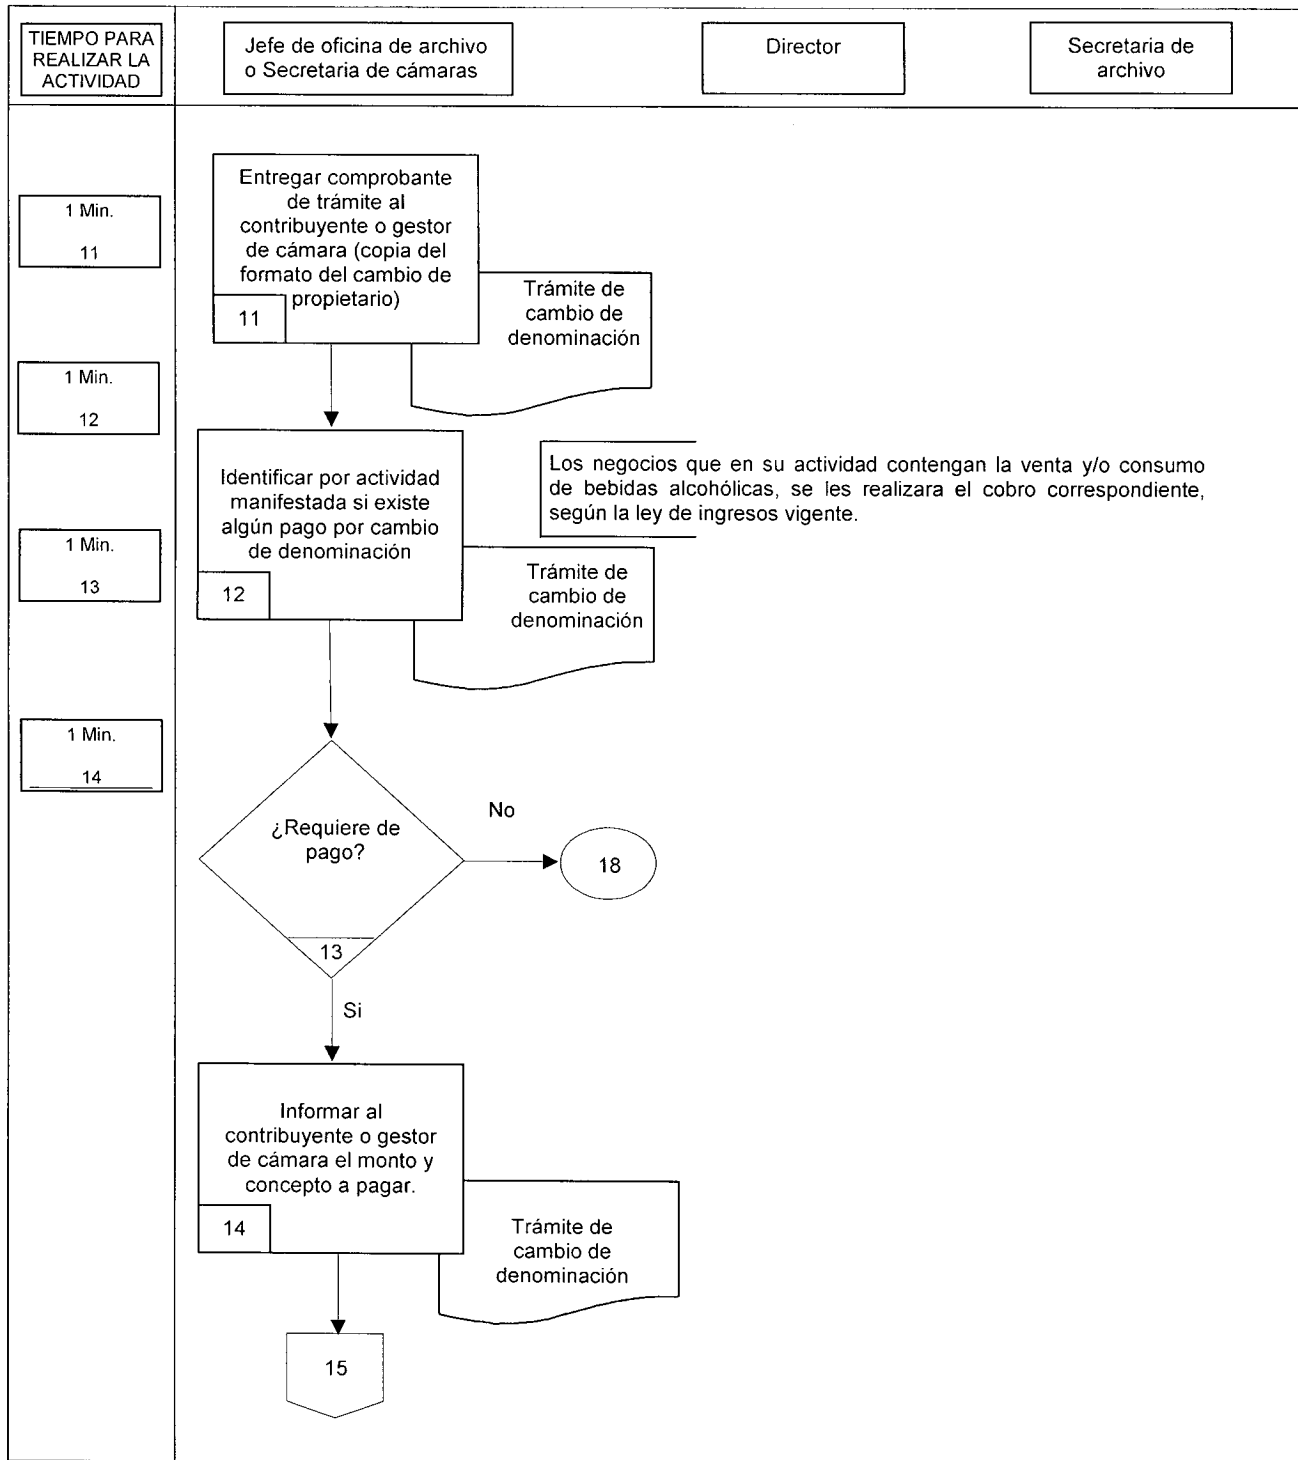 TIEMPO PARA
REALIZAR LA
ACTIVIDAD
Jefe de oficina de archivo
o Secretaria de cámaras
Director
Secretaria de
archivo
1 Min.
11
Entregar comprobante
de trámite al
contribuyente o gestor
de cámara (copia del
formato del cambio de
propietario)
11
Trámite de
cambio de
denominación
1 Min.
12
Identificar por actividad
manifestada si existe
algún pago por cambio
de denominación
12
Los negocios que en su actividad contengan la venta y/o consumo
de bebidas alcohólicas, se les realizara el cobro correspondiente,
según la ley de ingresos vigente.
Trámite de
cambio de
denominación
1 Min.
13
1 Min.
14
¿Requiere de
pago?
13
No
18
Si
Informar al
contribuyente o gestor
de cámara el monto y
concepto a pagar.
14
Trámite de
cambio de
denominación
15